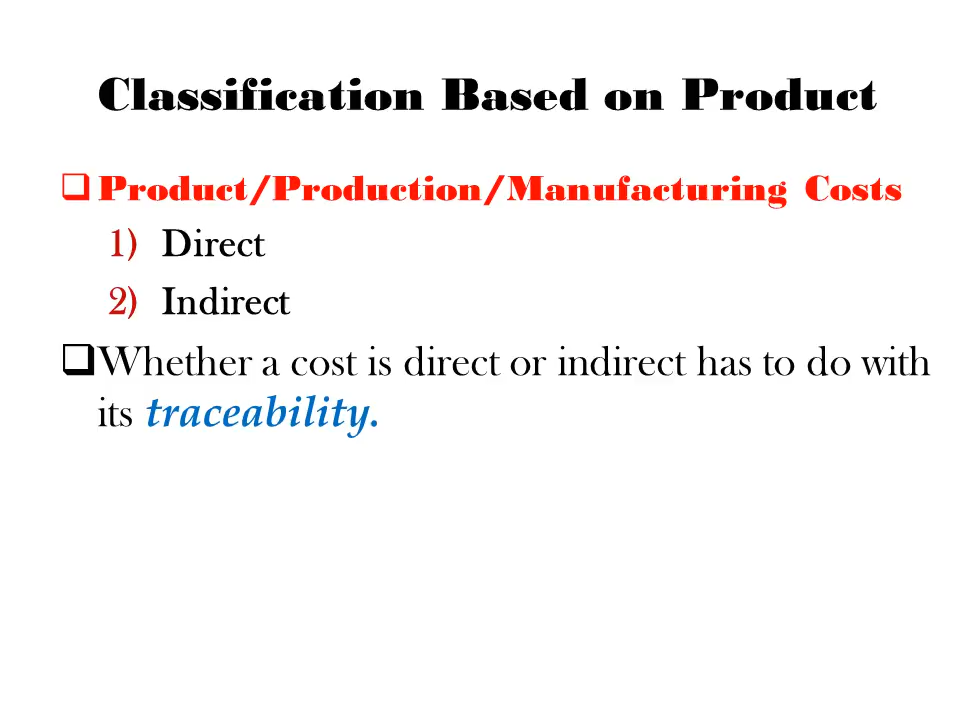 Classification Based on Product
❑ Product/Production/Manufacturing Costs
1) Direct
2) Indirect
❑Whether a cost is direct or indirect has to do with
its traceability.